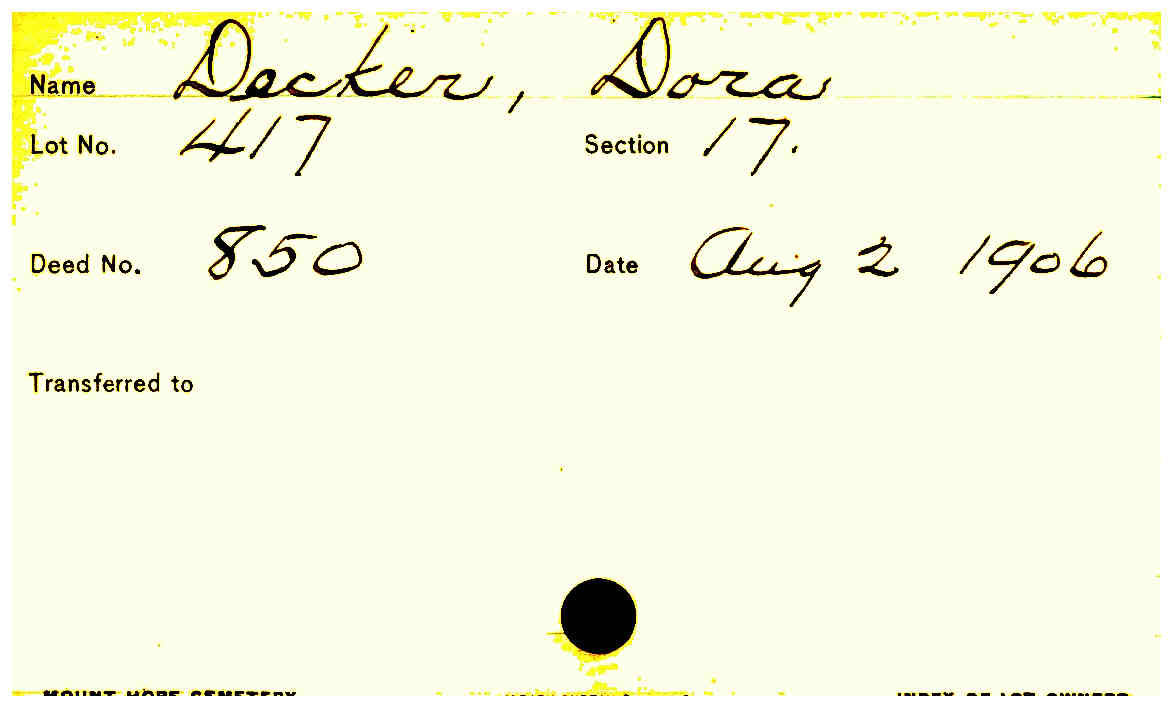 Name Decker, Dora
Lot No. 417 Section 17.
Deed No. 850 Date Aug 2 1906
Transferred to
MOUNT HOPE CEMETERY INDEX OF LOT OWNERS